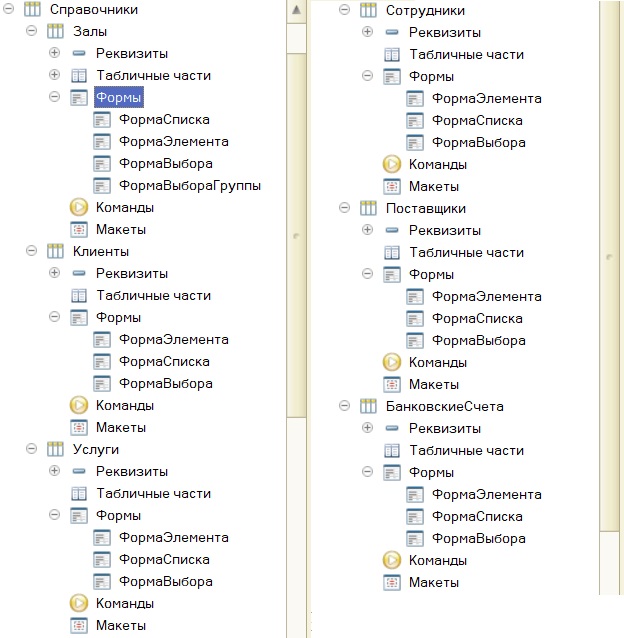 Справочники
Залы
Реквизиты
Табличные части
Формы
ФормаСписка
ФормаЭлемента
ФормаВыбора
ФормаВыбораГруппы
Команды
Макеты
Клиенты
Реквизиты
Табличные части
Формы
ФормаЭлемента
ФормаСписка
ФормаВыбора
Команды
Макеты
Услуги
Реквизиты
Табличные части
Формы
ФормаЭлемента
ФормаСписка
ФормаВыбора
Команды
Макеты
Сотрудники
Реквизиты
Табличные части
Формы
ФормаЭлемента
ФормаСписка
ФормаВыбора
Команды
Макеты
Поставщики
Реквизиты
Табличные части
Формы
ФормаЭлемента
ФормаСписка
ФормаВыбора
Команды
Макеты
БанковскиеСчета
Реквизиты
Табличные части
Формы
ФормаЭлемента
ФормаСписка
ФормаВыбора
Команды
Макеты